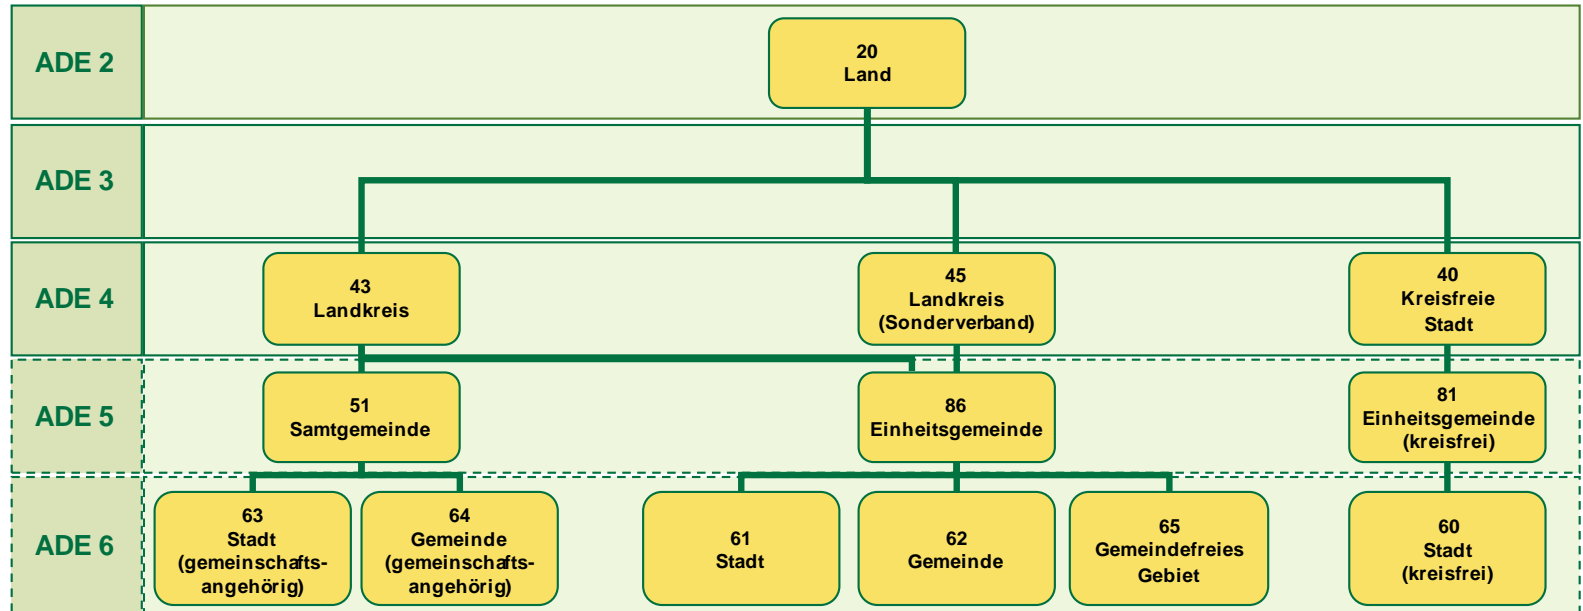 ADE 2
20
Land
ADE 3
ADE 4
43
Landkreis
45
Landkreis
(Sonderverband)
40
Kreisfreie
Stadt
ADE 5
51
Samtgemeinde
86
Einheitsgemeinde
81
Einheitsgemeinde
(kreisfrei)
ADE 6
63
Stadt
(gemeinschafts-
angehörig)
64
Gemeinde
(gemeinschafts-
angehörig)
61
Stadt
62
Gemeinde
65
Gemeindefreies
Gebiet
60
Stadt
(kreisfrei)